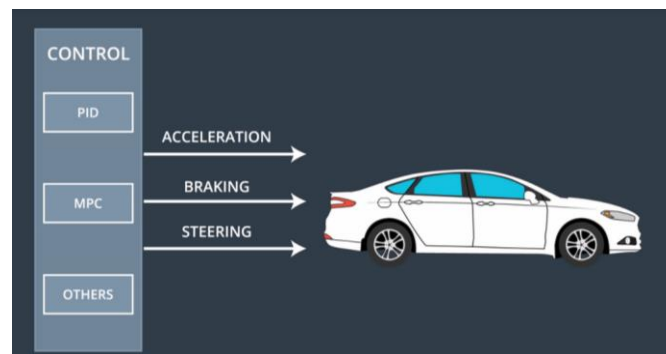 CONTROL
PID
ACCELERATION
BRAKING
MPC
STEERING
OTHERS